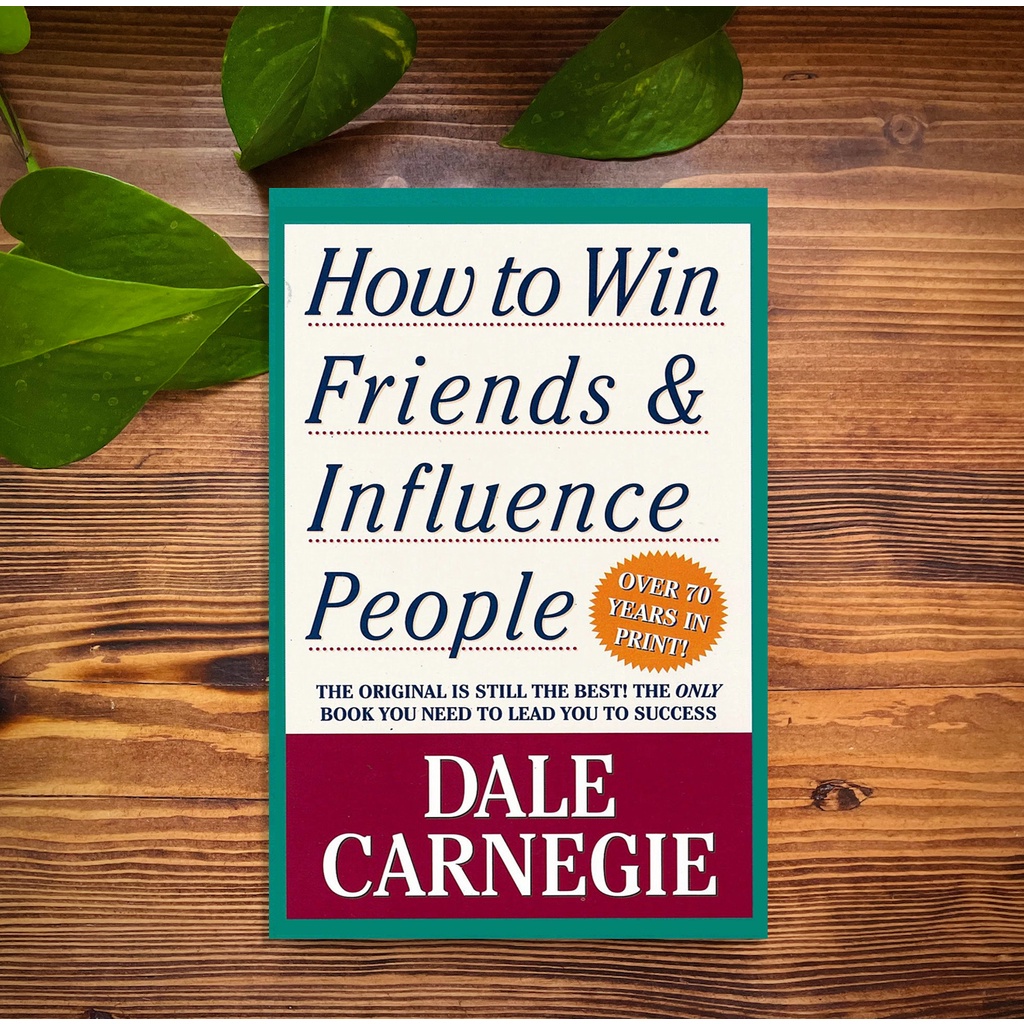 How to Win
Friends &
Influence
People
OVER 70
YEARS IN
PRINT!
THE ORIGINAL IS STILL THE BEST! THE ONLY
BOOK YOU NEED TO LEAD YOU TO SUCCESS
DALE
CARNEGIE